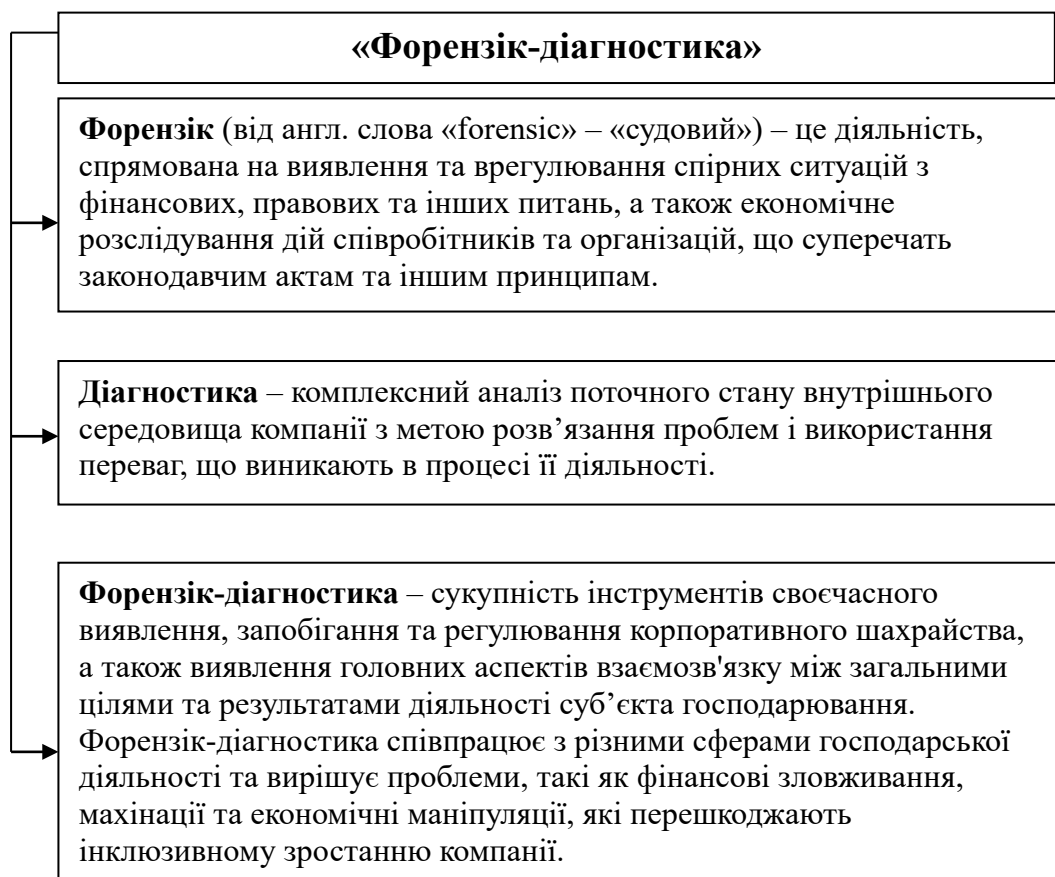 «Форензік-діагностика»
Форензік (від англ. слова «forensic» – «судовий») – це діяльність,
спрямована на виявлення та врегулювання спірних ситуацій з
фінансових, правових та інших питань, а також економічне
розслідування дій співробітників та організацій, що суперечать
законодавчим актам та іншим принципам.
Діагностика – комплексний аналіз поточного стану внутрішнього
середовища компанії з метою розв’язання проблем і використання
переваг, що виникають в процесі її діяльності.
Форензік-діагностика – сукупність інструментів своєчасного
виявлення, запобігання та регулювання корпоративного шахрайства,
а також виявлення головних аспектів взаємозв'язку між загальними
цілями та результатами діяльності суб’єкта господарювання.
Форензік-діагностика співпрацює з різними сферами господарської
діяльності та вирішує проблеми, такі як фінансові зловживання,
махінації та економічні маніпуляції, які перешкоджають
інклюзивному зростанню компанії.